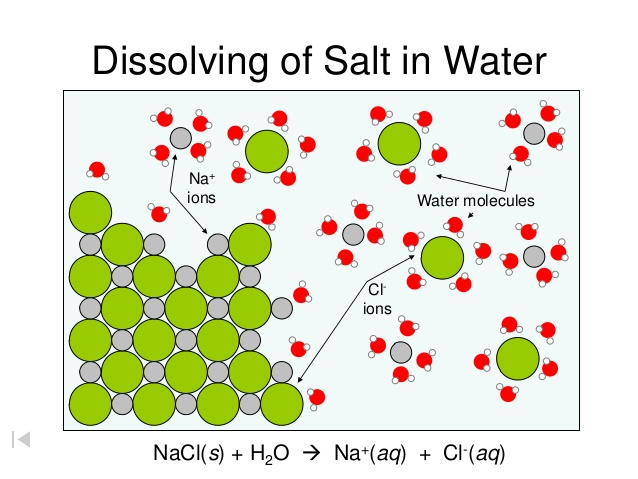 Dissolving of Salt in Water
Na⁺
ions
Water molecules
Cl⁻
ions
NaCl(s) + H₂O → Na⁺(aq) + Cl⁻(aq)